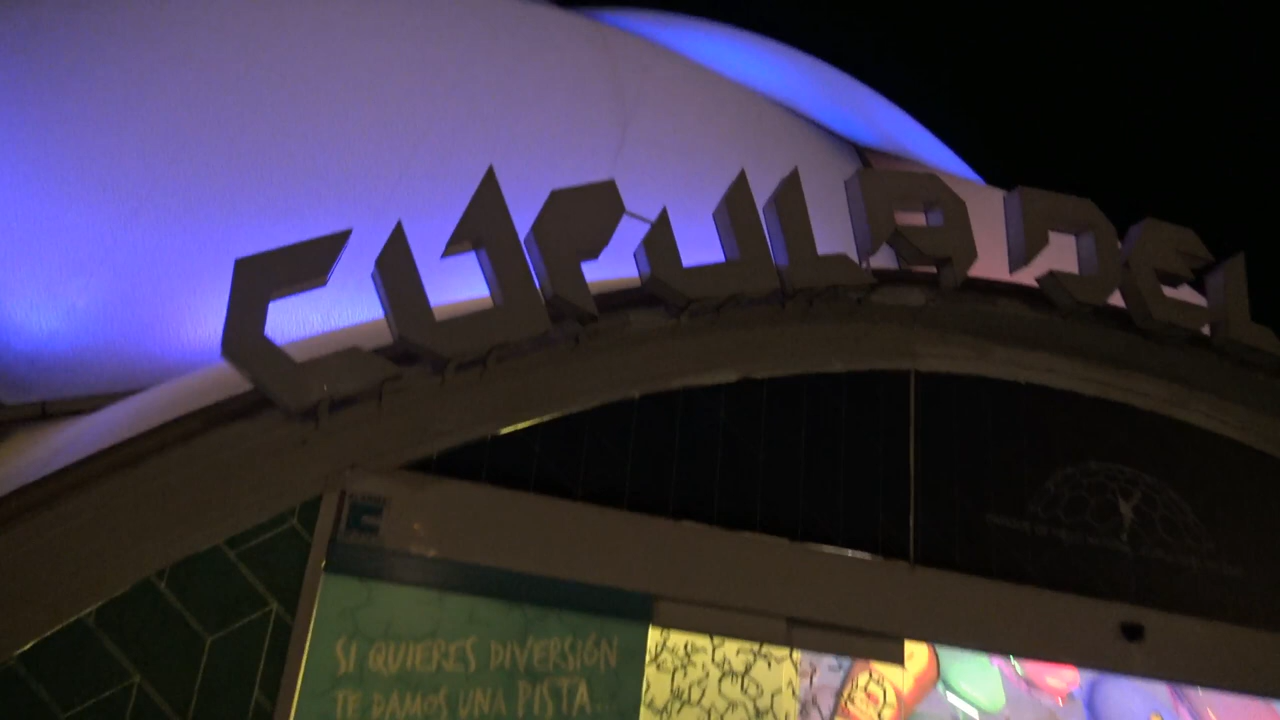 CUPULA DEL
SI QUIERES DIVERSIÓN
TE DAMOS UNA PISTA...